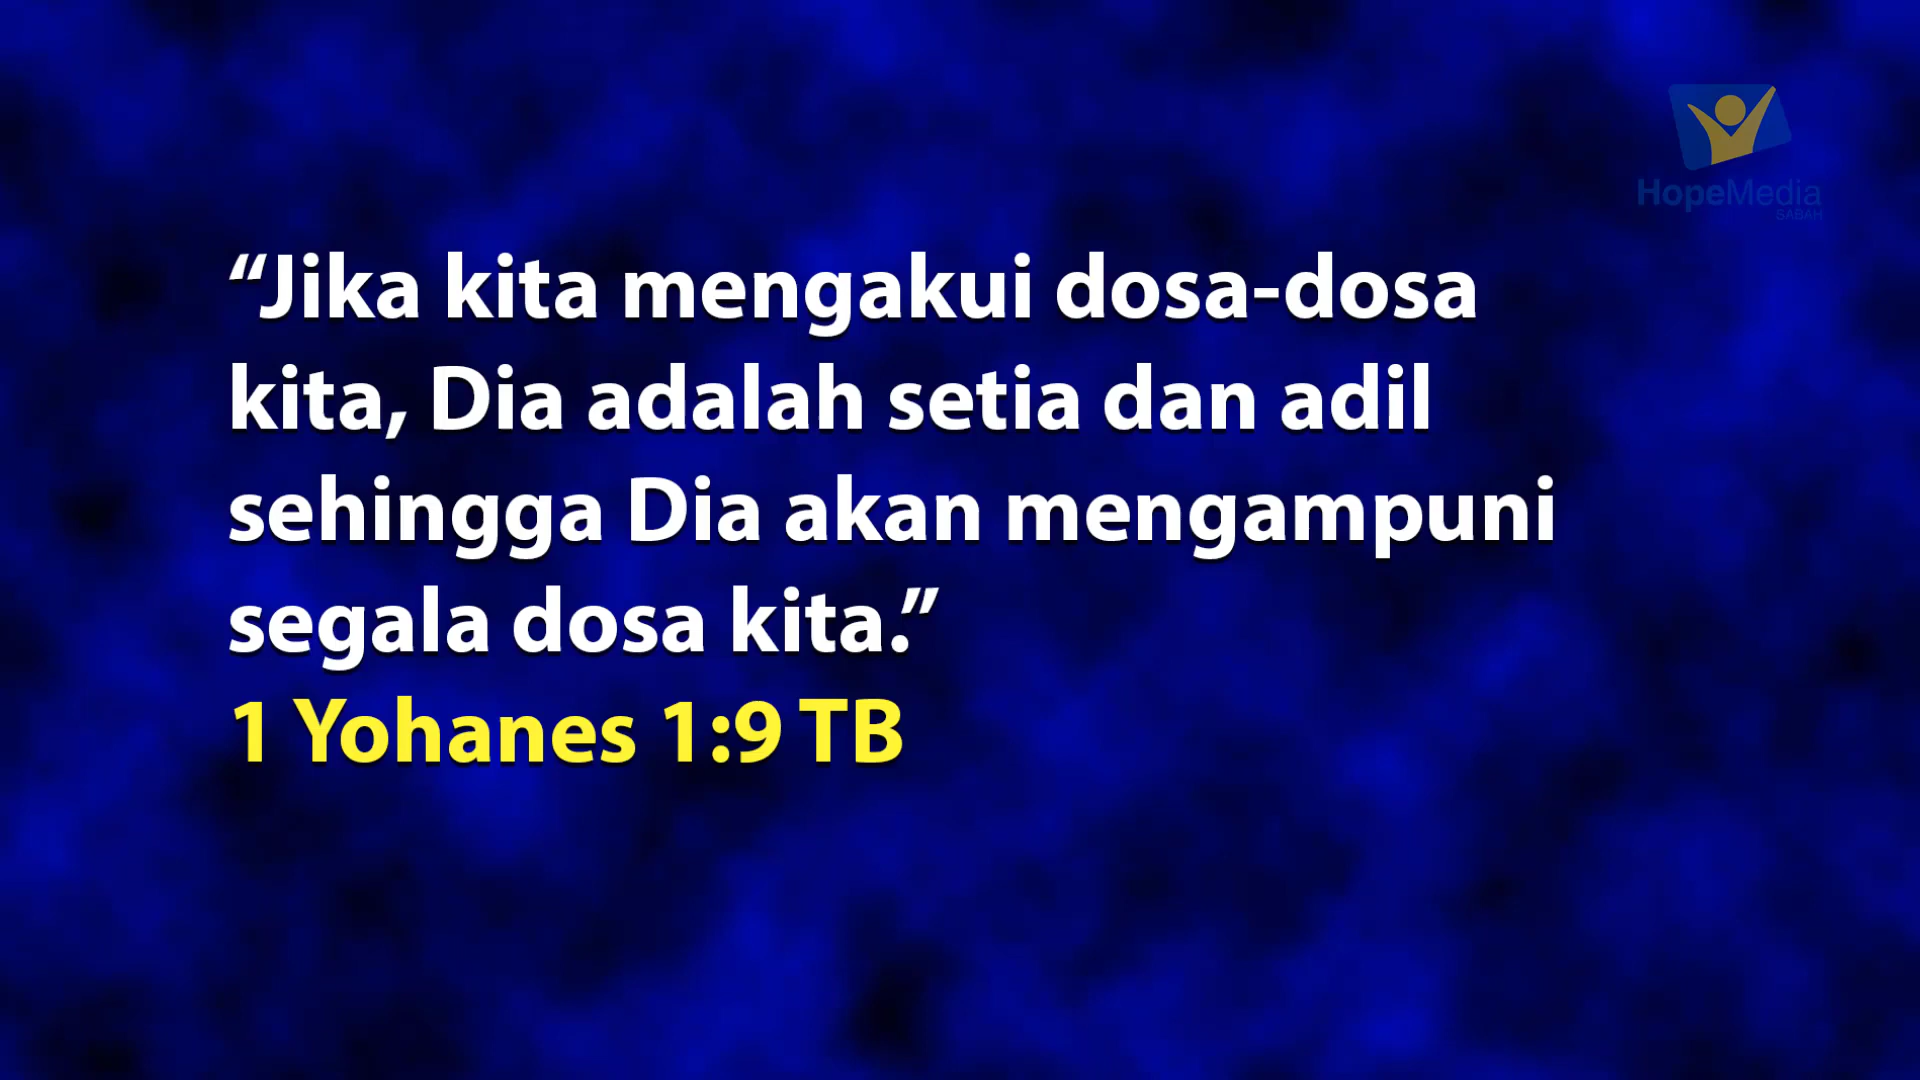 HopeMedia
SABAH
“Jika kita mengakui dosa-dosa
kita, Dia adalah setia dan adil
sehingga Dia akan mengampuni
segala dosa kita.”
1 Yohanes 1:9 TB